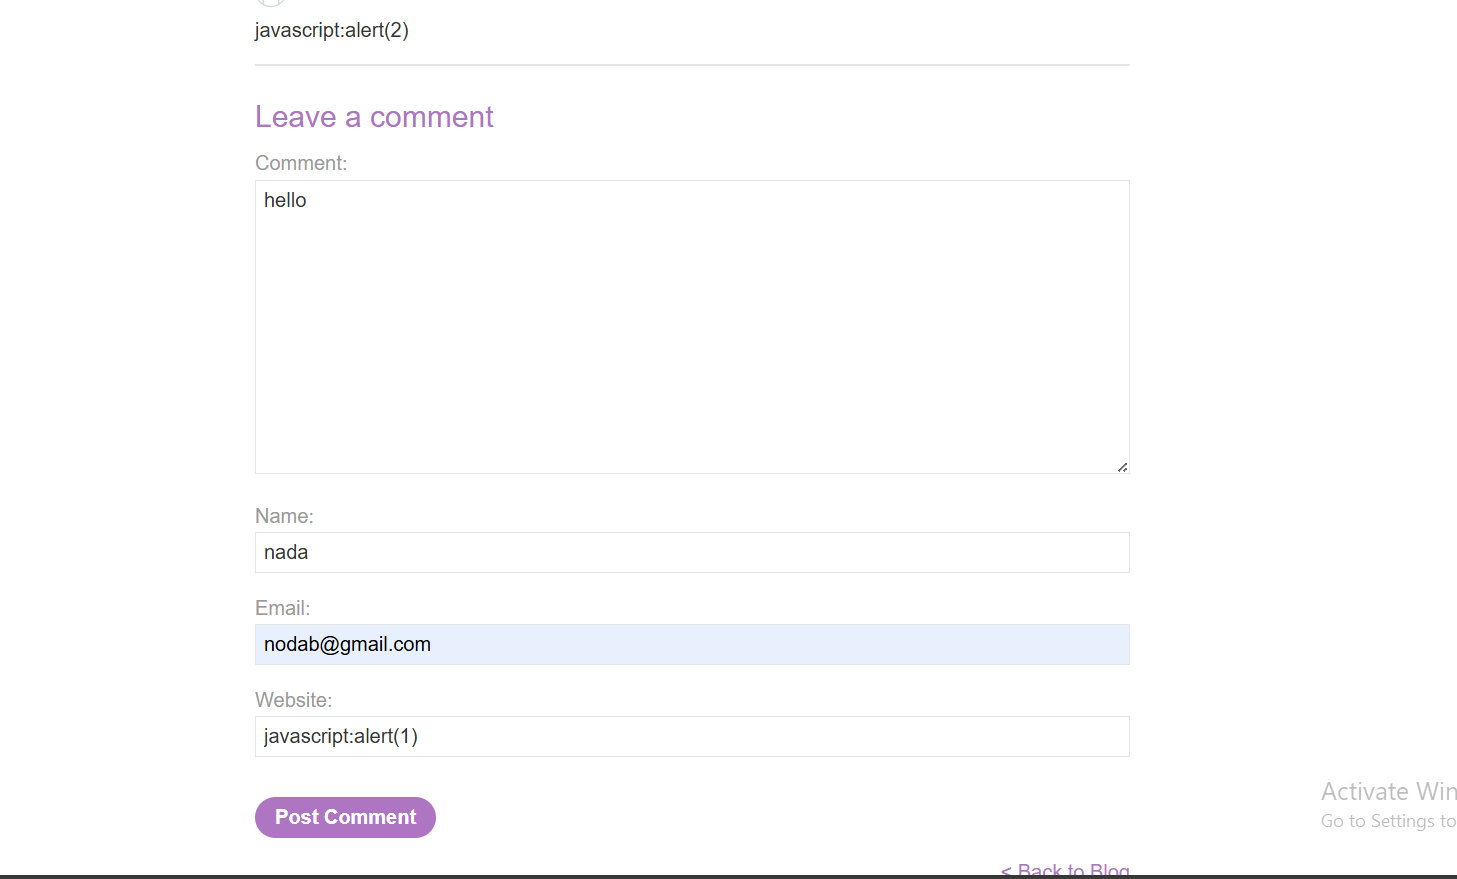 javascript:alert(2)
Leave a comment
Comment:
hello
Name:
nada
Email:
nodab@gmail.com
Website:
javascript:alert(1)
Post Comment
Activate Win
Go to Settings to
< Back to Blog